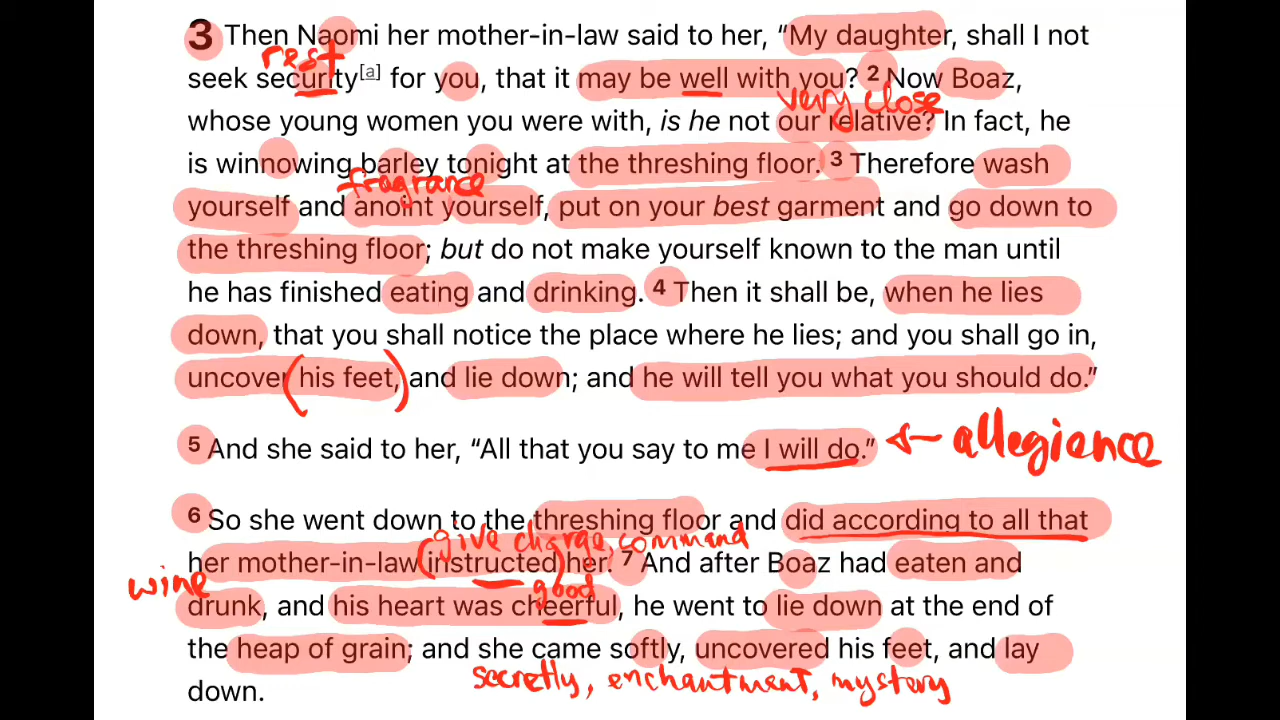 3 Then Naomi her mother-in-law said to her, “My daughter, shall I not
rest
seek security[a] for you, that it may be well with you? 2 Now Boaz,
very close
whose young women you were with, is he not our relative? In fact, he
is winnowing barley tonight at the threshing floor. 3 Therefore wash
fragrance
yourself and anoint yourself, put on your best garment and go down to
the threshing floor; but do not make yourself known to the man until
he has finished eating and drinking. 4 Then it shall be, when he lies
down, that you shall notice the place where he lies; and you shall go in,
uncover (his feet,) and lie down; and he will tell you what you should do.”
5 And she said to her, “All that you say to me I will do.” ← allegience
6 So she went down to the threshing floor and did according to all that
give charge, command
her mother-in-law (instructed) her. 7 And after Boaz had eaten and
wine good
drunk, and his heart was cheerful, he went to lie down at the end of
the heap of grain; and she came softly, uncovered his feet, and lay
secretly, enchantment, mystery
down.